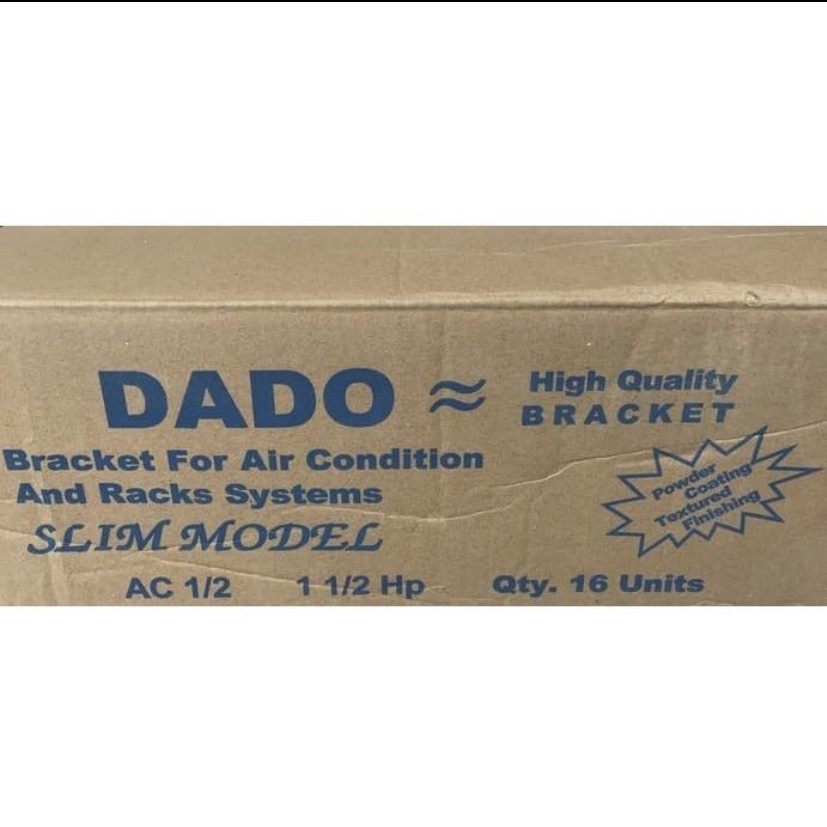 DADO ≈
High Quality
BRACKET
Bracket For Air Condition
And Racks Systems
SLIM MODEL
Powder
Coating
Textured
Finishing
AC 1/2 1 1/2 Hp Qty. 16 Units